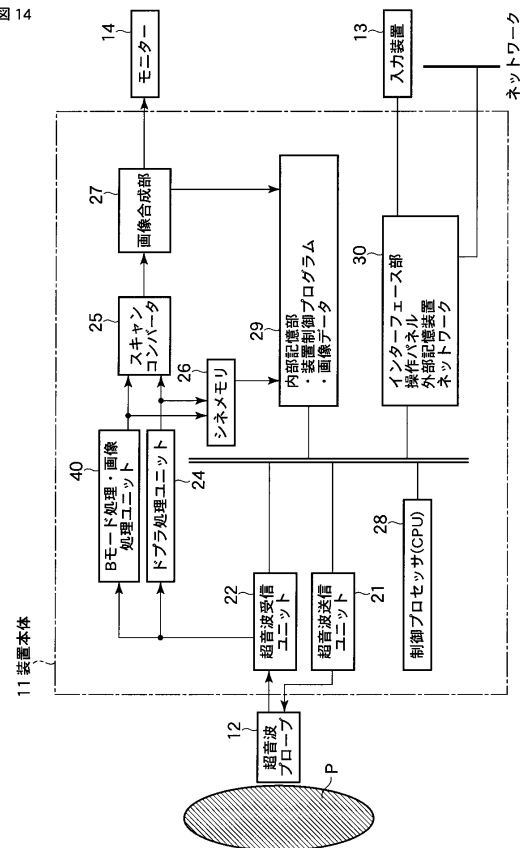 図 14
11 装置本体
P
12
超音波
プローブ
22
超音波受信
ユニット
21
超音波送信
ユニット
28
制御プロセッサ(CPU)
40
Bモード処理・画像
処理ユニット
24
ドプラ処理ユニット
26
シネメモリ
25
スキャン
コンバータ
27
画像合成部
14
モニター
29
内部記憶部
・装置制御プログラム
・画像データ
30
インターフェース部
操作パネル
外部記憶装置
ネットワーク
13
入力装置
ネットワーク